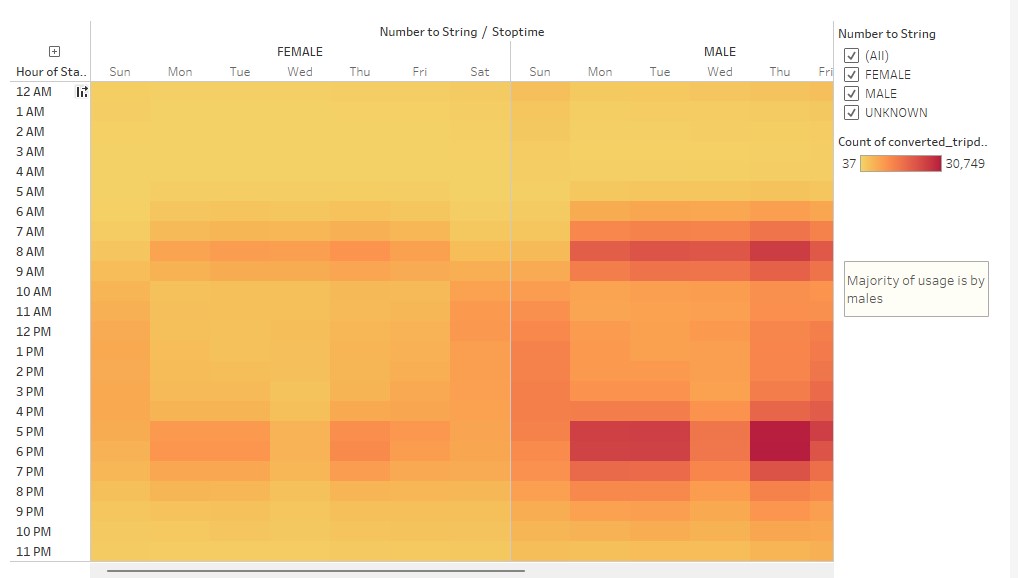 Number to String / Stoptime
FEMALE MALE
Hour of Sta.. Sun Mon Tue Wed Thu Fri Sat Sun Mon Tue Wed Thu Fri
12 AM
1 AM
2 AM
3 AM
4 AM
5 AM
6 AM
7 AM
8 AM
9 AM
10 AM
11 AM
12 PM
1 PM
2 PM
3 PM
4 PM
5 PM
6 PM
7 PM
8 PM
9 PM
10 PM
11 PM
Number to String
(All)
FEMALE
MALE
UNKNOWN
Count of converted_tripd..
37 30,749
Majority of usage is by
males